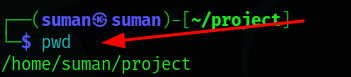 ┌──(suman㉿suman)-[~/project]
└─$ pwd
/home/suman/project